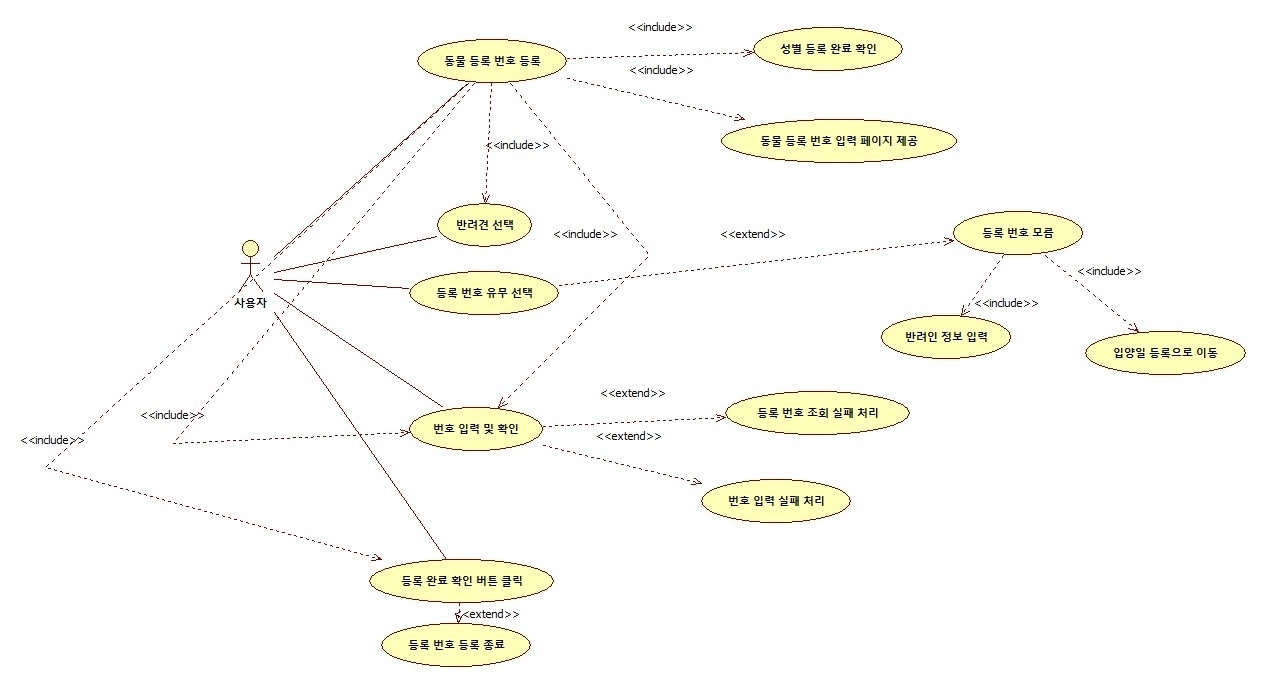 <<include>>
성별 등록 완료 확인
동물 등록 번호 등록
<<include>>
동물 등록 번호 입력 페이지 제공
<<include>>
반려견 선택
<<include>>
<<extend>>
등록 번호 모름
<<include>>
등록 번호 유무 선택
사용자
<<include>>
반려인 정보 입력
입양일 등록으로 이동
<<extend>>
<<include>>
등록 번호 조회 실패 처리
번호 입력 및 확인
<<extend>>
<<include>>
번호 입력 실패 처리
등록 완료 확인 버튼 클릭
<<extend>>
등록 번호 등록 종료